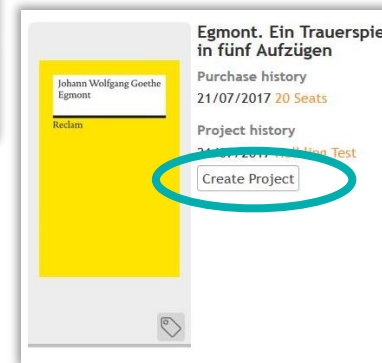 Egmont. Ein Trauerspie
in fünf Aufzügen
Johann Wolfgang Goethe
Egmont
Reclam
Purchase history
21/07/2017 20 Seats
Project history
Test
Create Project